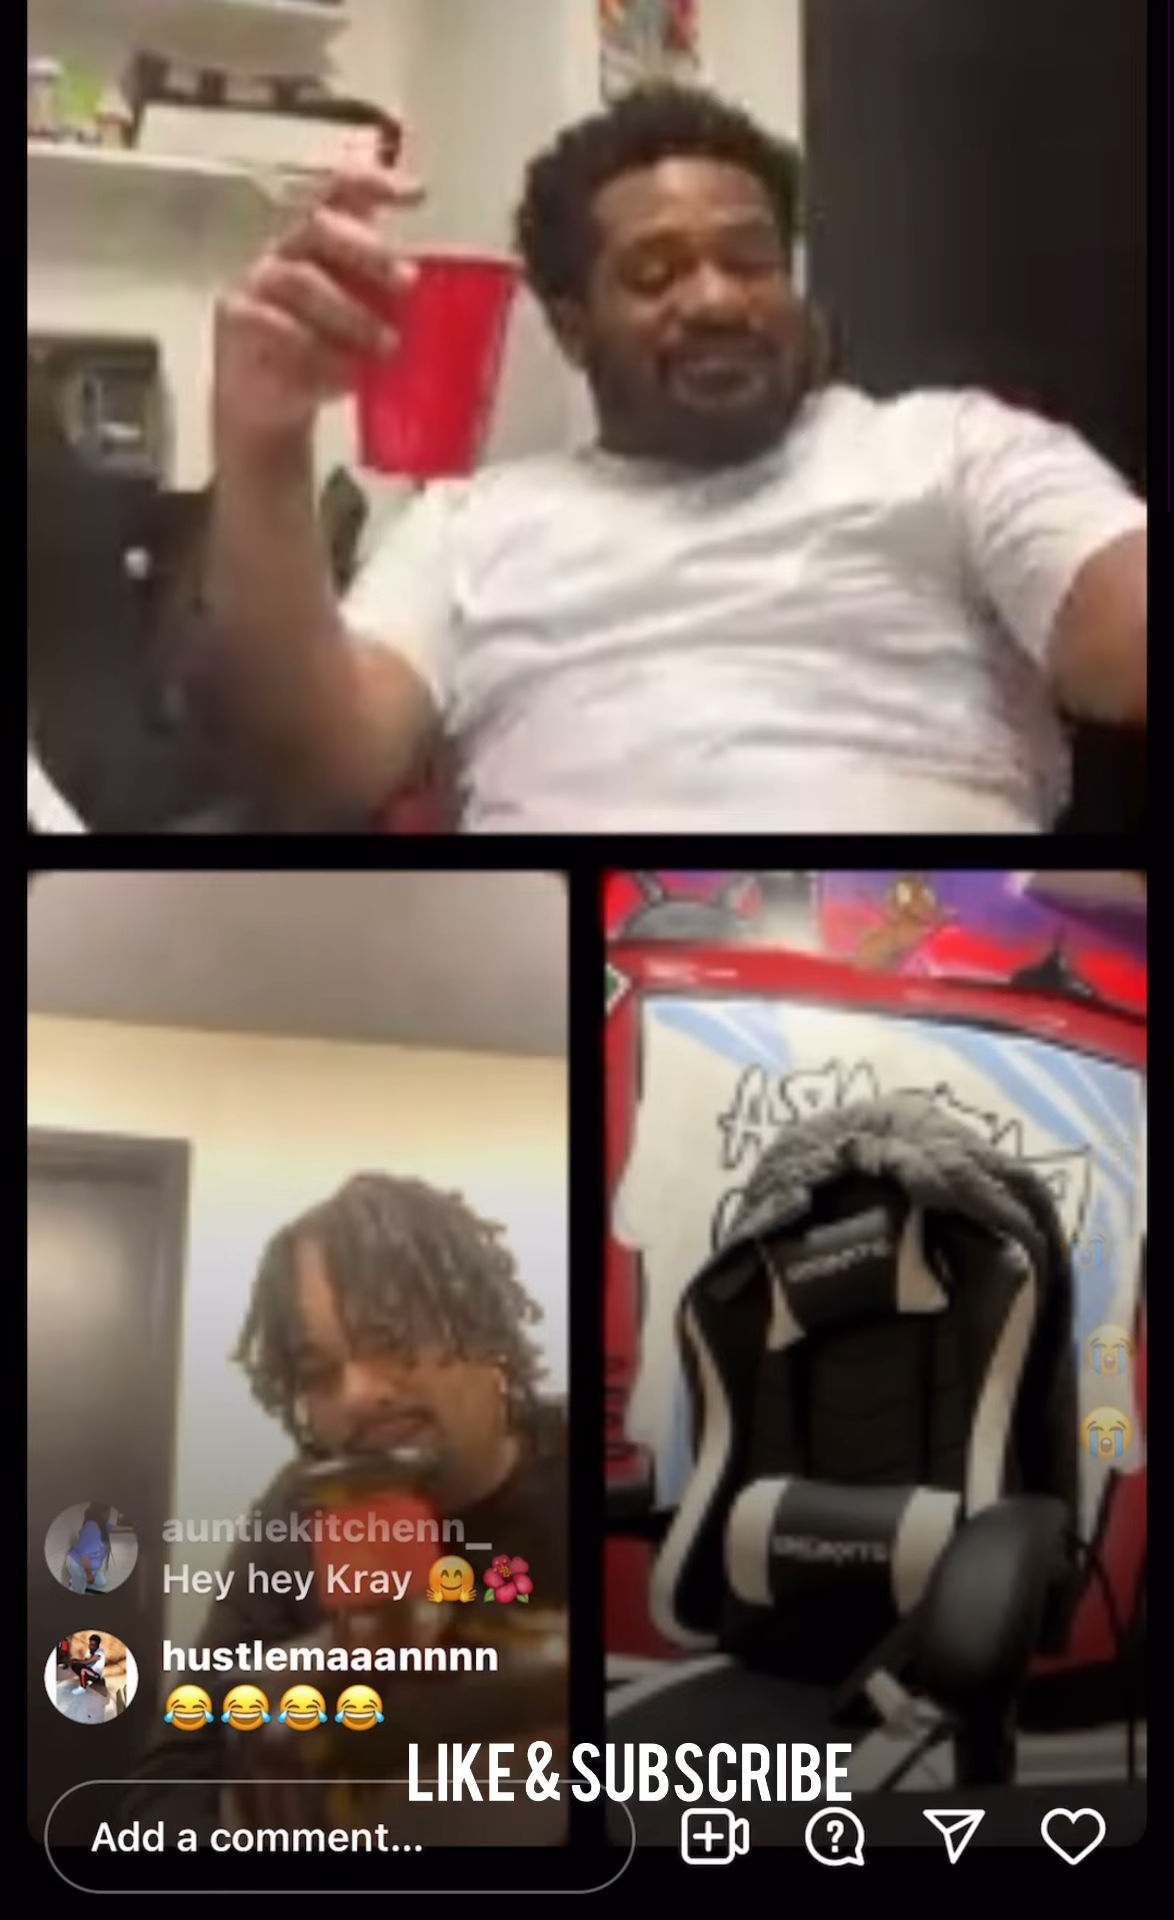 auntiekitchenn_
Hey hey Kray 🤗🌺
hustlemaaannnn
😂😂😂😂
LIKE & SUBSCRIBE
Add a comment...